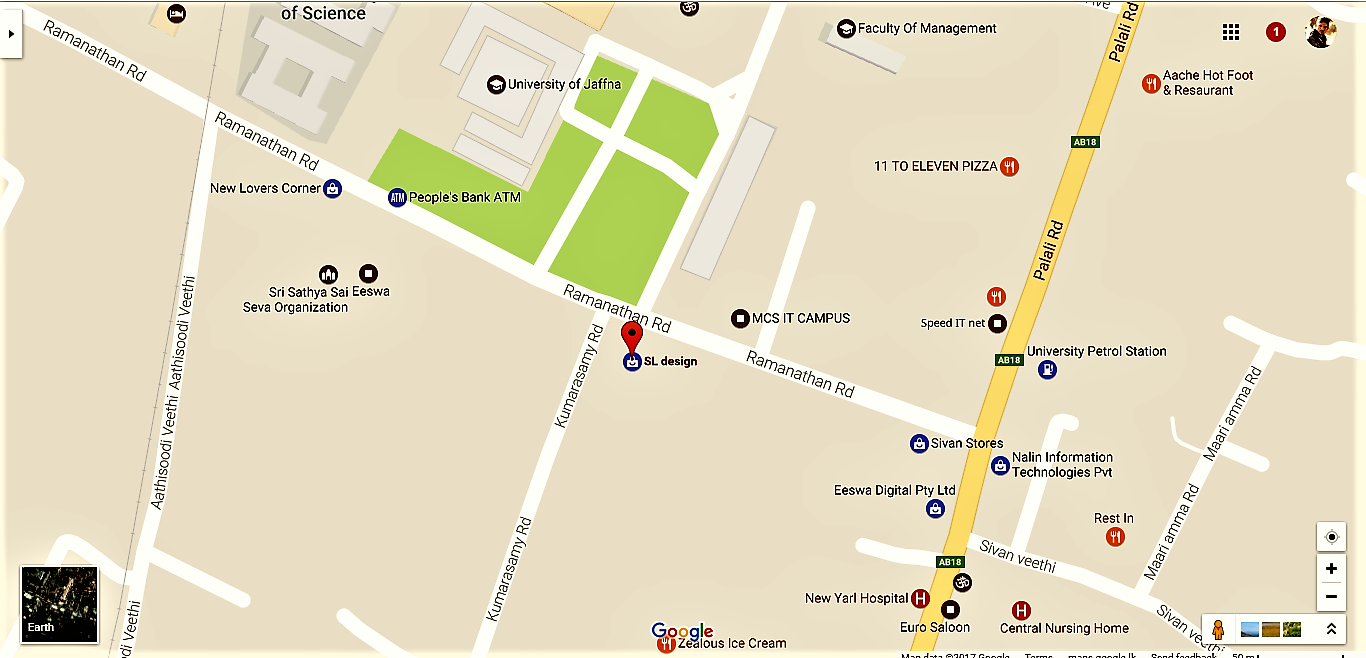 of Science
Ramanathan Rd
Faculty Of Management
Palali Rd
1
University of Jaffna
Aache Hot Foot
& Resaurant
Ramanathan Rd
AB18
11 TO ELEVEN PIZZA
New Lovers Corner
ATM
People's Bank ATM
Palali Rd
Sri Sathya Sai
Seva Organization
Eeswa
Ramanathan Rd
MCS IT CAMPUS
Speed IT net
Aathisoodi Veethi
Aathisoodi Veethi
Kumarasamy Rd
SL design
Ramanathan Rd
AB18
University Petrol Station
Maari amma Rd
Sivan Stores
Nalin Information
Technologies Pvt
Eeswa Digital Pty Ltd
Rest In
Kumarasamy Rd
Maari amma Rd
Sivan veethi
AB18
New Yarl Hospital
H
Euro Saloon
H
Central Nursing Home
Sivan
Earth
Google
Zealous Ice Cream
Map data ©2017 Google
Terms
maps.google.lk
Send feedback
50 m